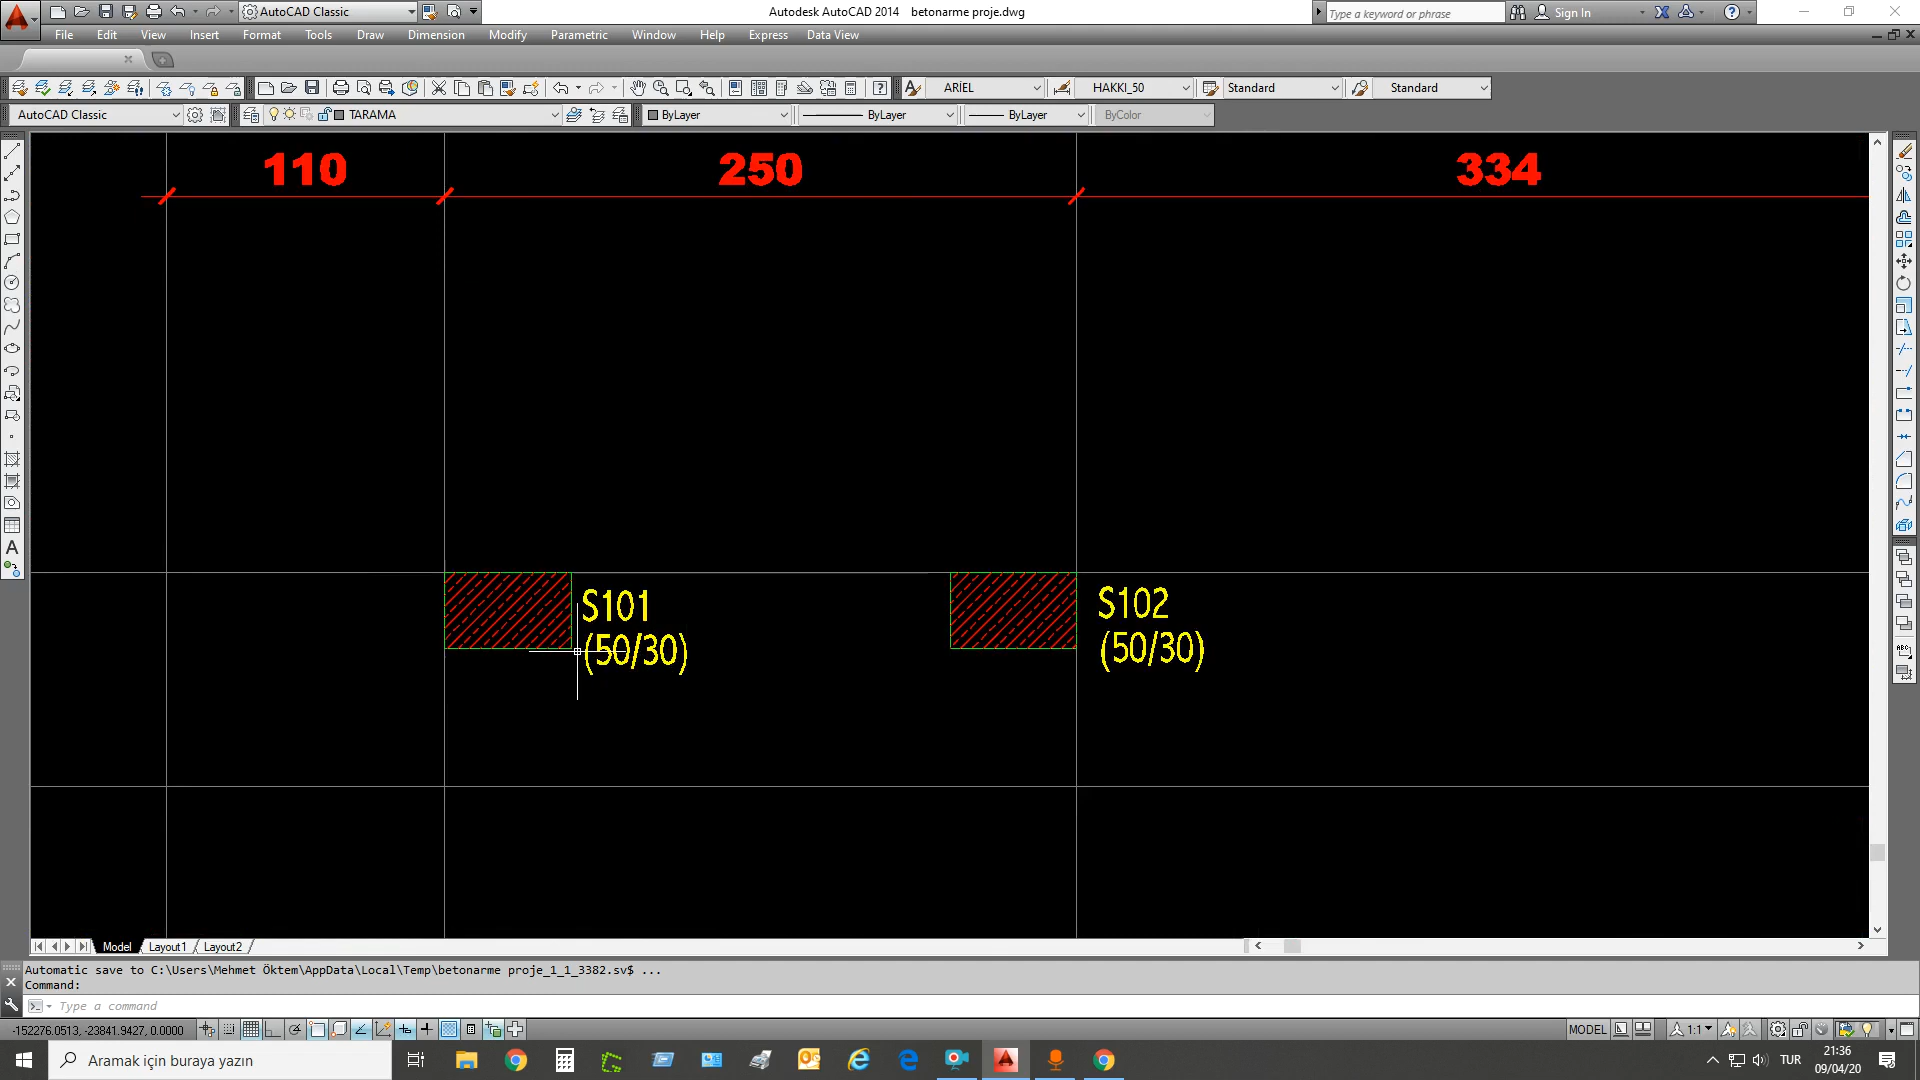 AutoCAD Classic
Autodesk AutoCAD 2014 betonarme proje.dwg
Type a keyword or phrase
Sign In
File Edit View Insert Format Tools Draw Dimension Modify Parametric Window Help Express Data View
ARİEL HAKKI_50 Standard Standard
AutoCAD Classic TARAMA ByLayer ByLayer ByLayer ByColor
110 250 334
S101
(50/30)
S102
(50/30)
Model Layout1 Layout2
Automatic save to C:\Users\Mehmet Öktem\AppData\Local\Temp\betonarme proje_1_1_3382.sv$ ...
Command:
Type a command
-152276.0513, -23841.9427, 0.0000
MODEL 1:1
Aramak için buraya yazın
TUR
21:36
09/04/20